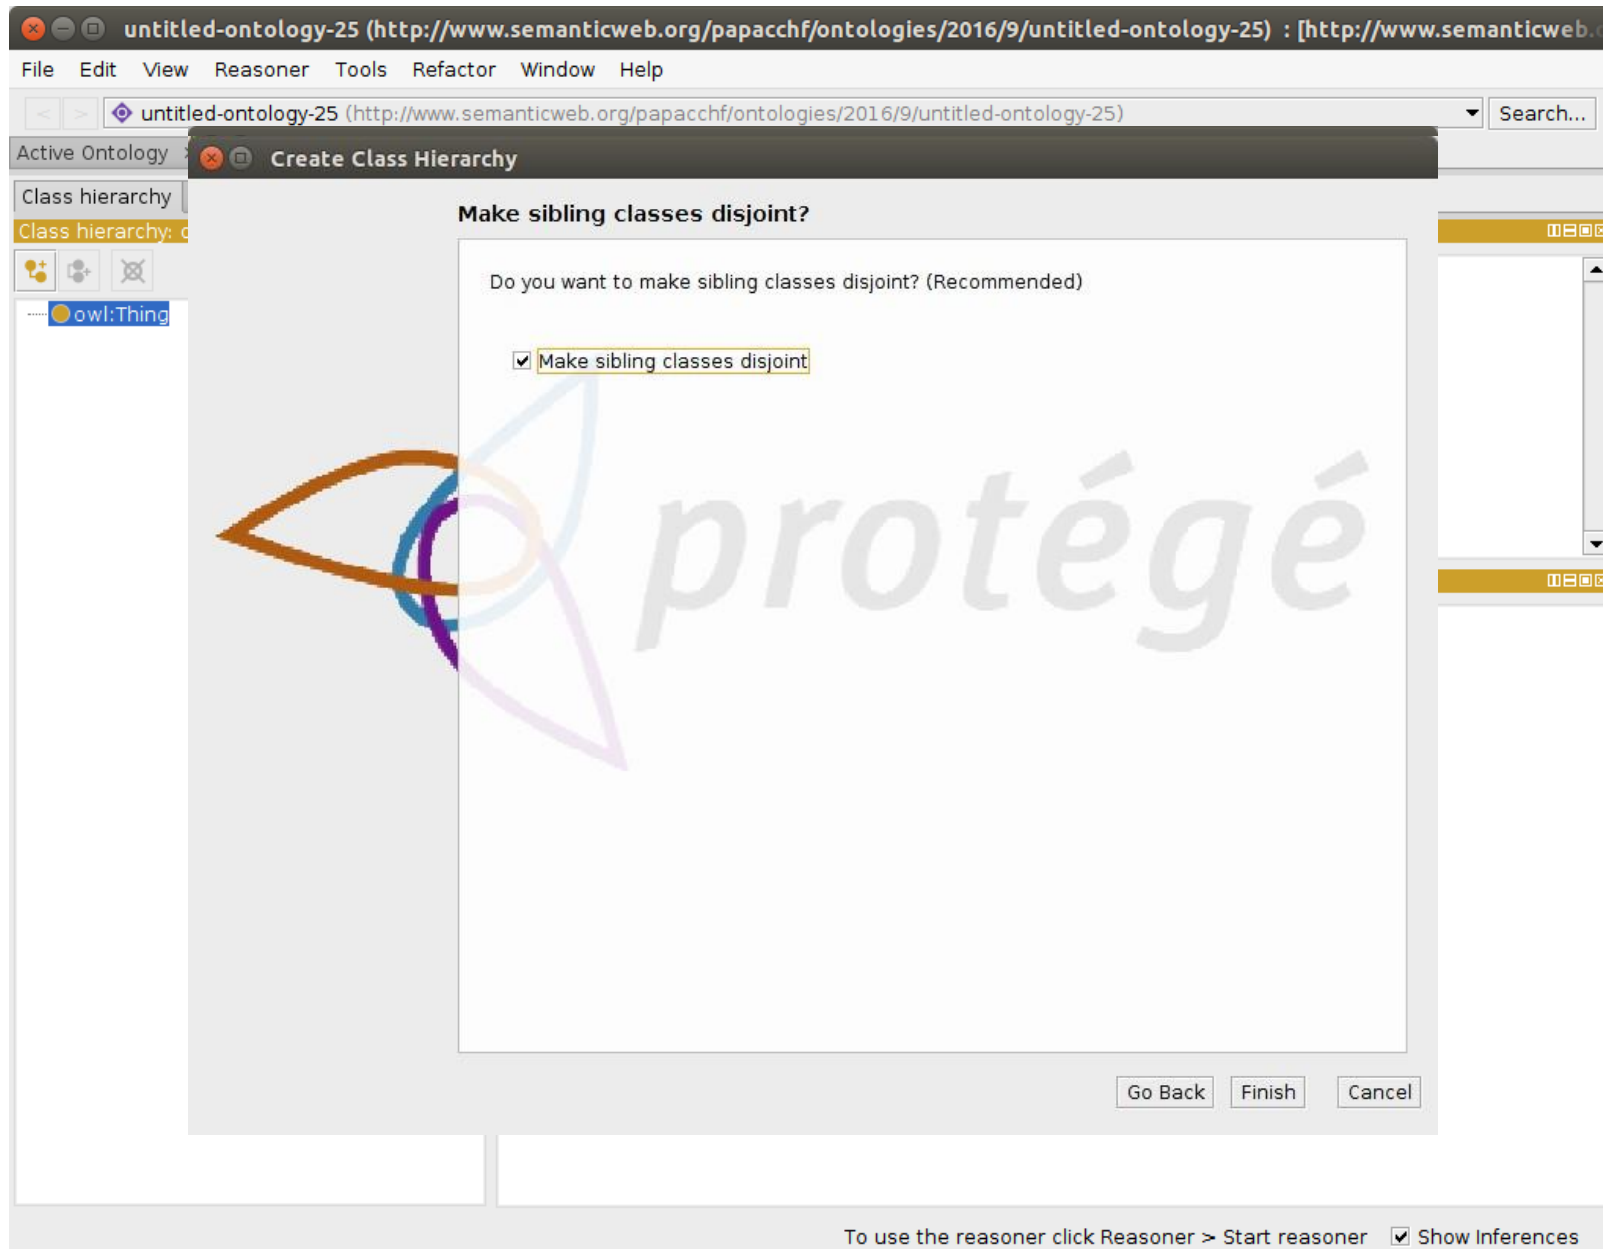 untitled-ontology-25 (http://www.semanticweb.org/papacchf/ontologies/2016/9/untitled-ontology-25) : [http://www.semanticweb.
File Edit View Reasoner Tools Refactor Window Help
< > untitled-ontology-25 (http://www.semanticweb.org/papacchf/ontologies/2016/9/untitled-ontology-25) Search...
Active Ontology
Create Class Hierarchy
Class hierarchy
Make sibling classes disjoint?
Class hierarchy:
Do you want to make sibling classes disjoint? (Recommended)
owl:Thing
Make sibling classes disjoint
protégé
Go Back Finish Cancel
To use the reasoner click Reasoner > Start reasoner Show Inferences